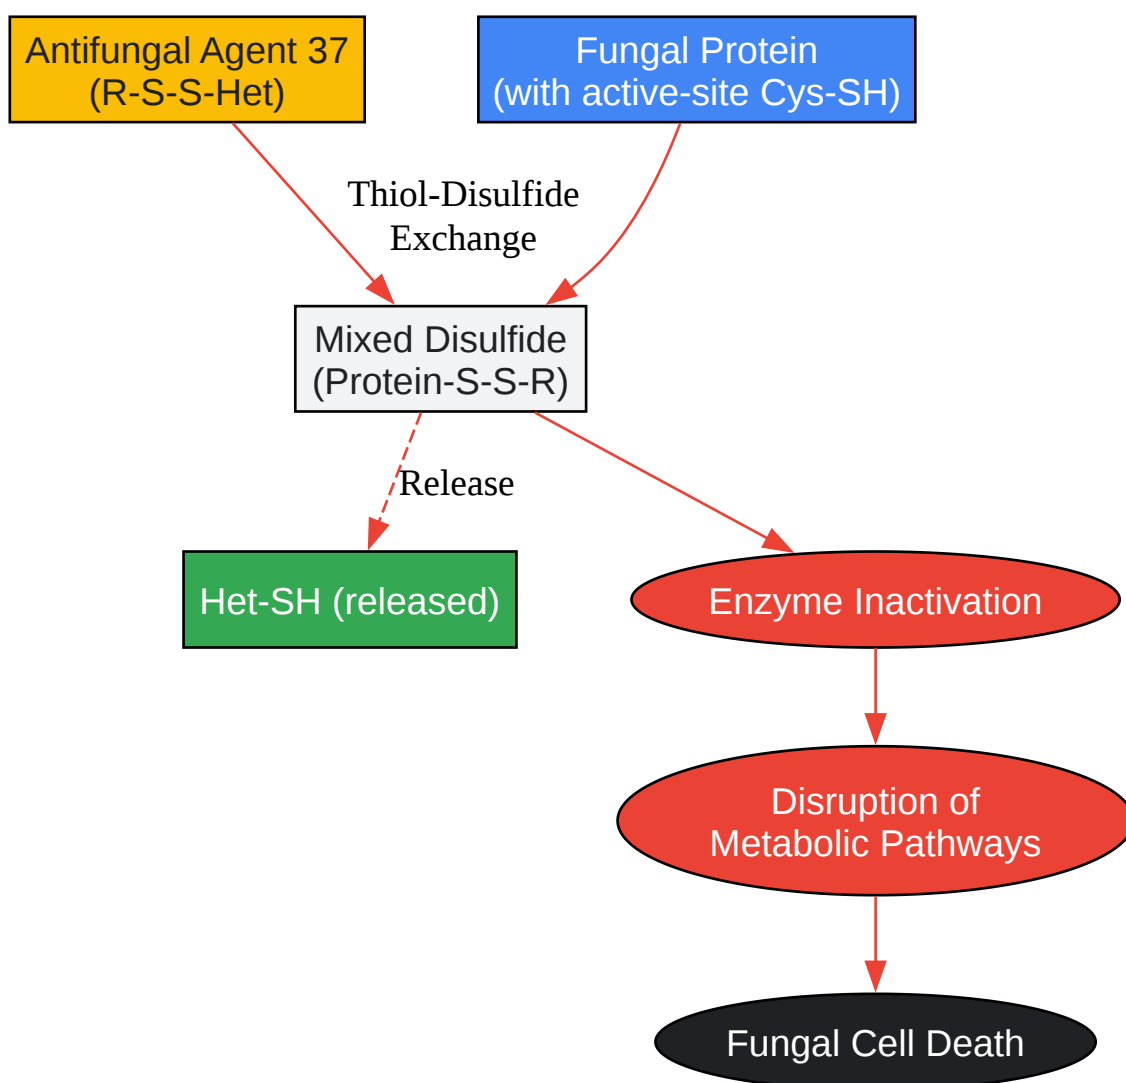 Antifungal Agent 37
(R-S-S-Het)
Fungal Protein
(with active-site Cys-SH)
Thiol-Disulfide
Exchange
Mixed Disulfide
(Protein-S-S-R)
Release
Het-SH (released)
Enzyme Inactivation
Disruption of
Metabolic Pathways
Fungal Cell Death